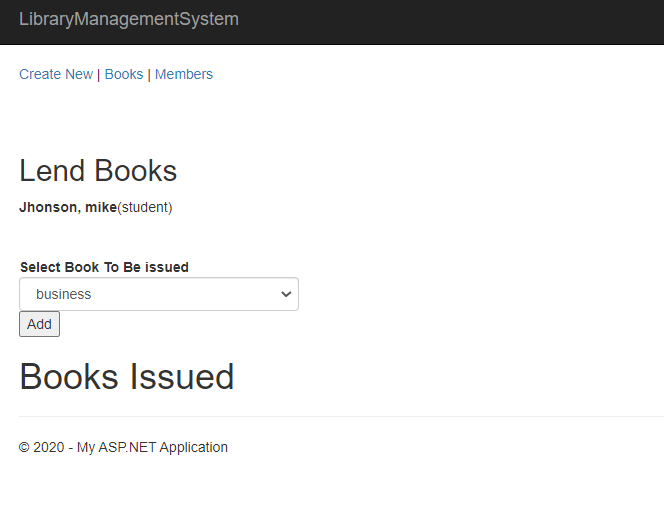 LibraryManagementSystem
Create New | Books | Members
Lend Books
Jhonson, mike(student)
Select Book To Be issued
business
Add
Books Issued
© 2020 - My ASP.NET Application